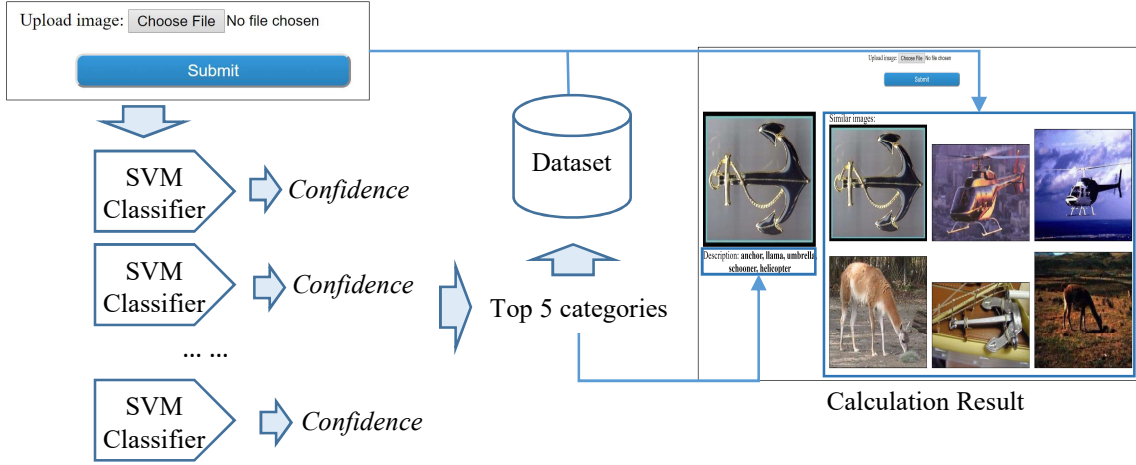 Upload image: Choose File No file chosen
Submit
SVM
Classifier
Confidence
SVM
Classifier
Confidence
... ...
SVM
Classifier
Confidence
Dataset
Top 5 categories
Upload image: Choose File No file chosen
Submit
Similar images:
Description: anchor, llama, umbrella,
schooner, helicopter
Calculation Result